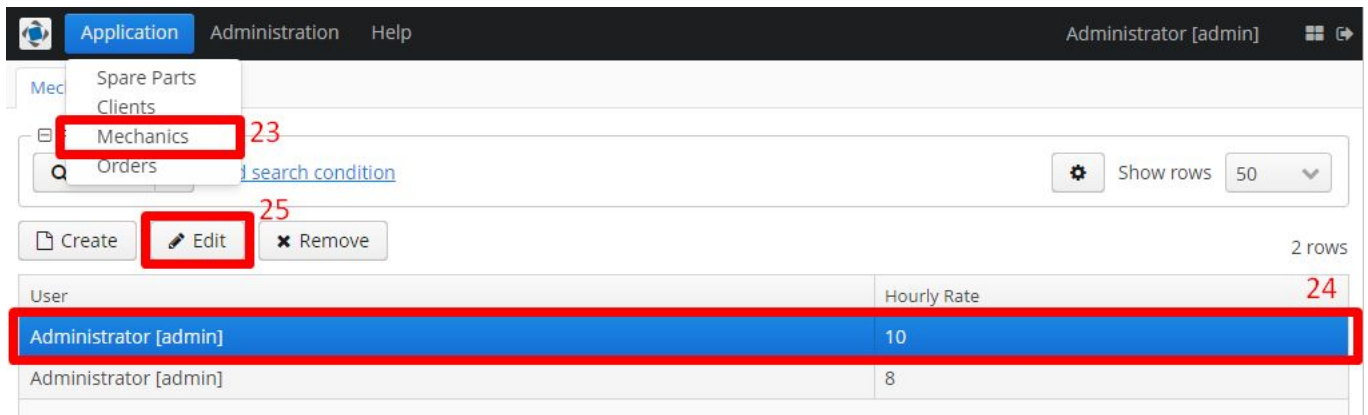 Application Administration Help Administrator [admin]
Mec
Spare Parts
Clients
Mechanics 23
Orders
search condition Show rows 50
25
Create Edit Remove 2 rows
User Hourly Rate 24
Administrator [admin] 10
Administrator [admin] 8